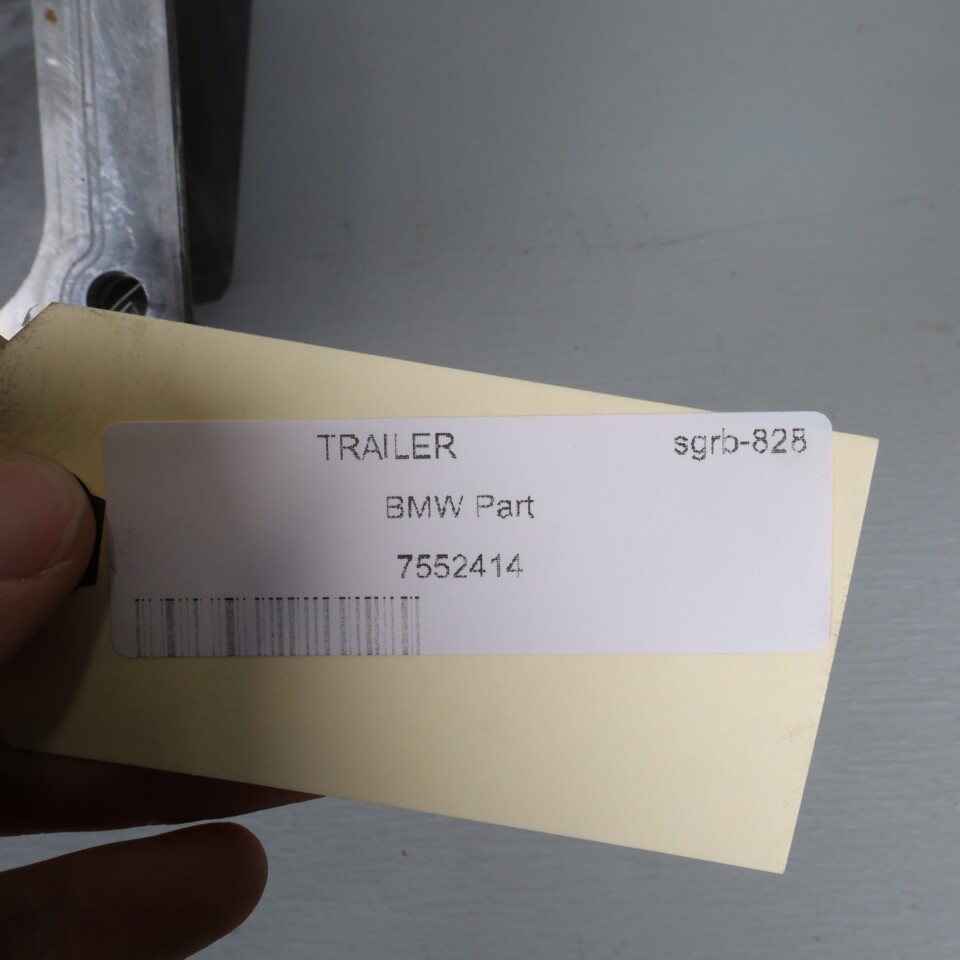 TRAILER sgrb-828
BMW Part
7552414